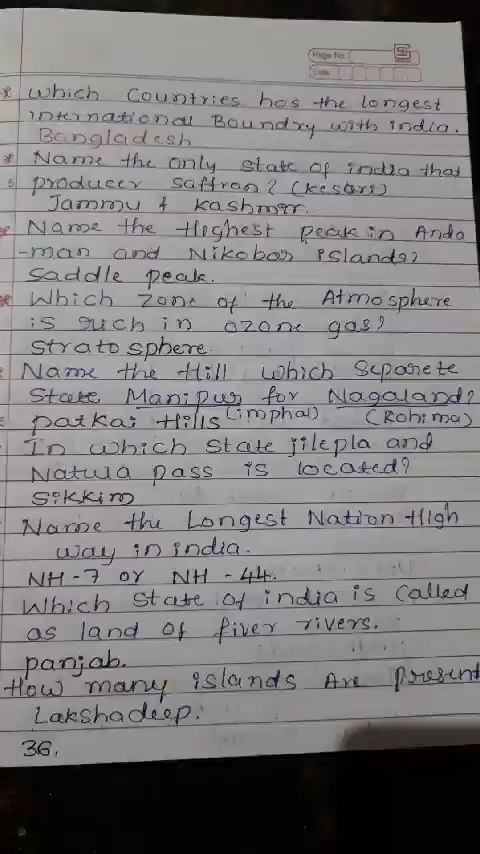 Page No.
Date
* Which Countries has the longest
international Boundry with india.
Bangladesh
* Name the only state of india that
producer saffran? (Kesari)
Jammu & Kashmir.
* Name the Highest peak in Anda
-man and Nikobar islands?
Saddle peak.
* Which zone of the Atmosphere
is such in ozone gas?
Stratosphere.
Name the Hill which Separete
State Manipur for Nagaland?
patkai Hills (imphal) (Kohima)
In which state jilepla and
Natula pass is located?
Sikkim
Name the Longest Nation High
way in india.
NH-7 or NH-44.
Which State of india is called
as land of fiver rivers.
panjab.
How many islands Are present
Lakshadeep.
36.